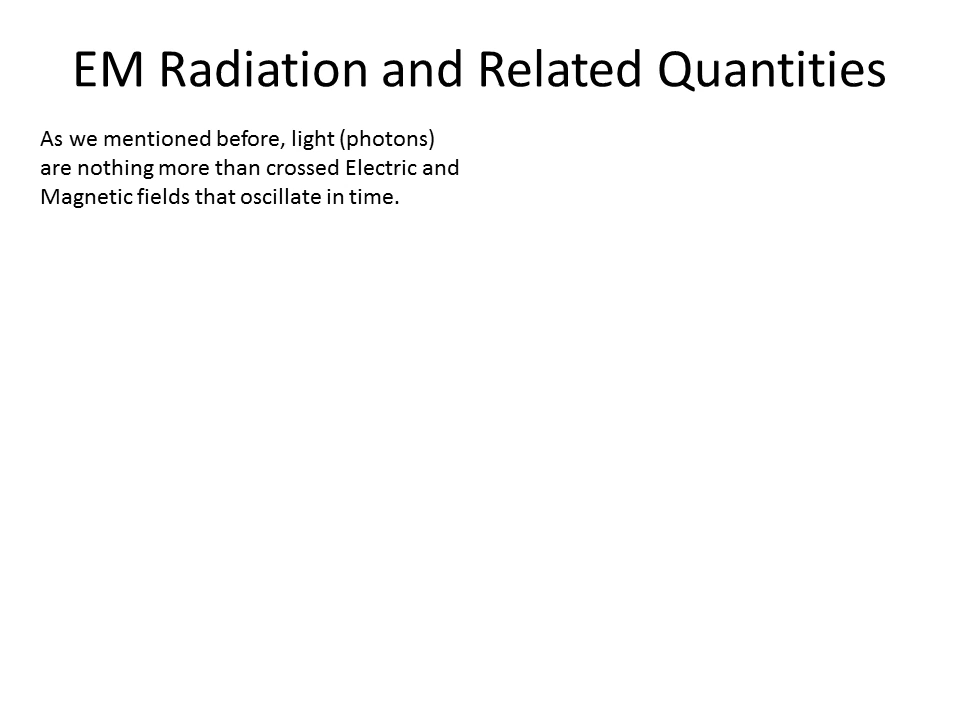 EM Radiation and Related Quantities
As we mentioned before, light (photons)
are nothing more than crossed Electric and
Magnetic fields that oscillate in time.